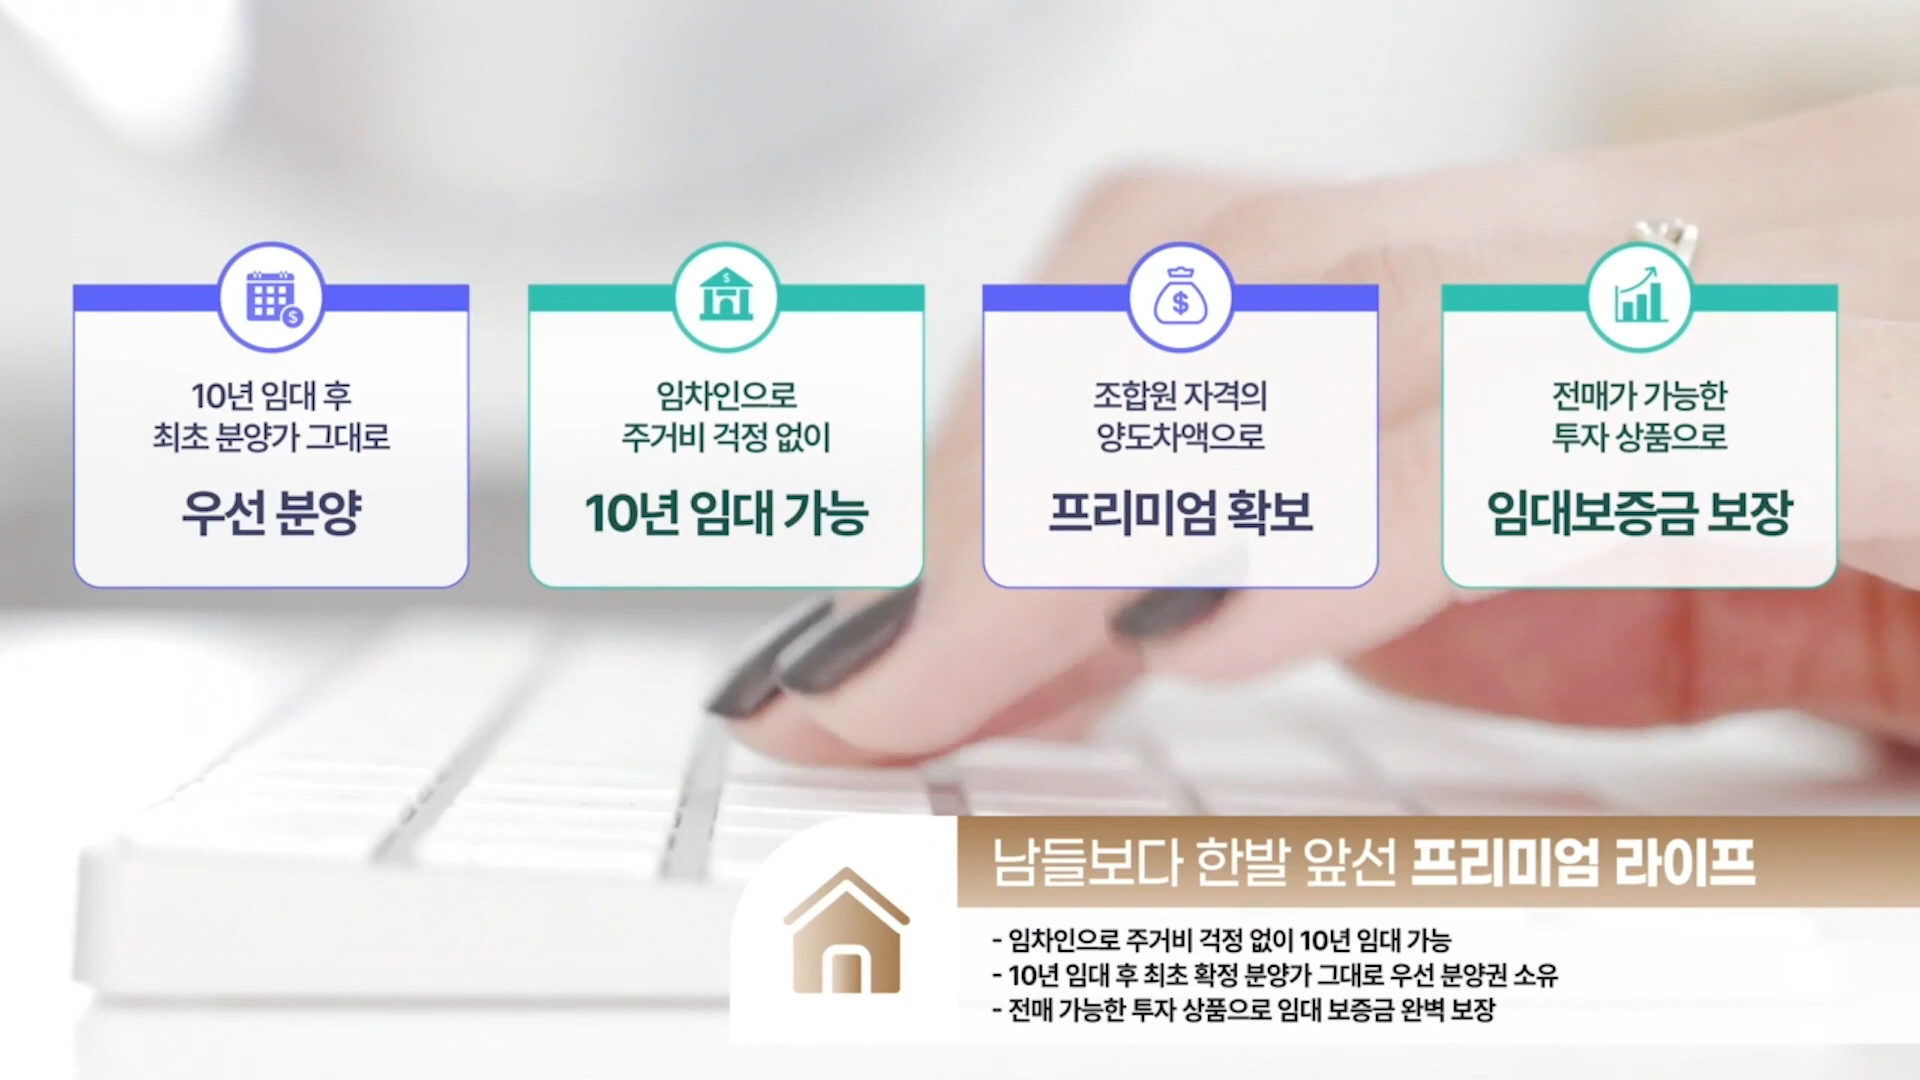 10년 임대 후
최초 분양가 그대로
우선 분양
임차인으로
주거비 걱정 없이
10년 임대 가능
조합원 자격의
양도차액으로
프리미엄 확보
전매가 가능한
투자 상품으로
임대보증금 보장
남들보다 한발 앞선 프리미엄 라이프
- 임차인으로 주거비 걱정 없이 10년 임대 가능
- 10년 임대 후 최초 확정 분양가 그대로 우선 분양권 소유
- 전매 가능한 투자 상품으로 임대 보증금 완벽 보장